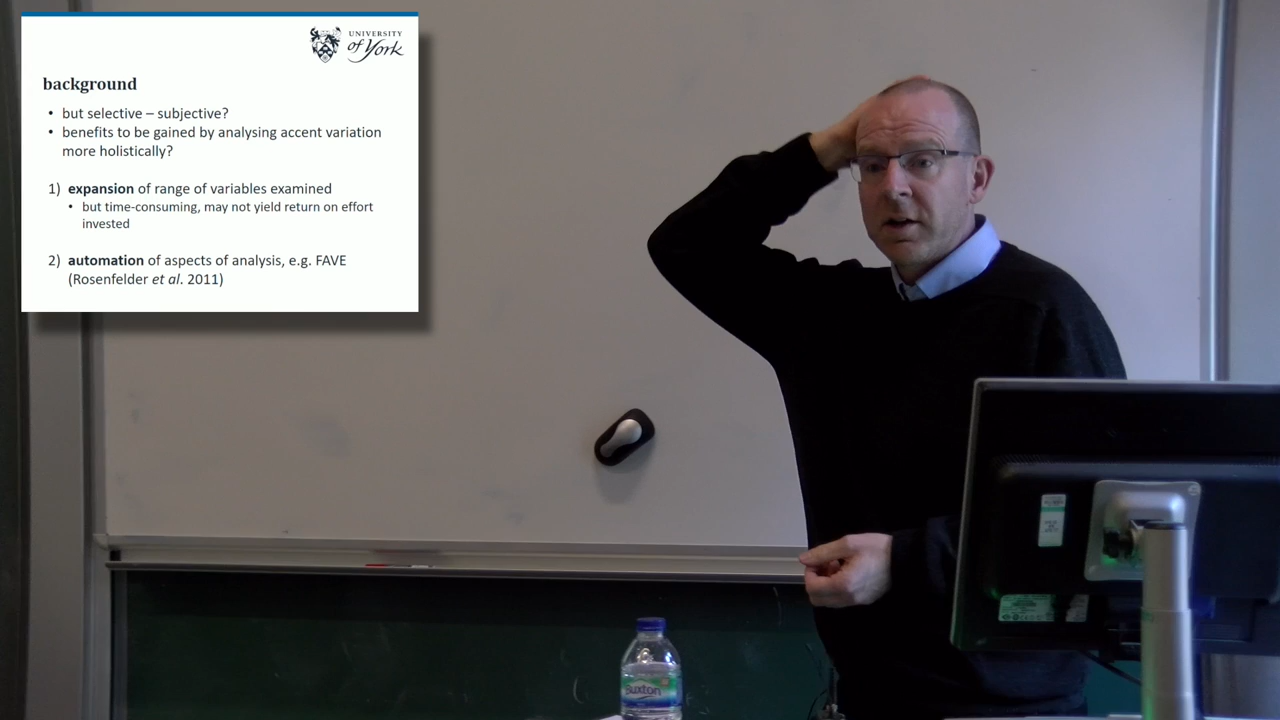 UNIVERSITY
of York
background
• but selective – subjective?
• benefits to be gained by analysing accent variation
more holistically?
1) expansion of range of variables examined
• but time-consuming, may not yield return on effort
invested
2) automation of aspects of analysis, e.g. FAVE
(Rosenfelder et al. 2011)
Buxton